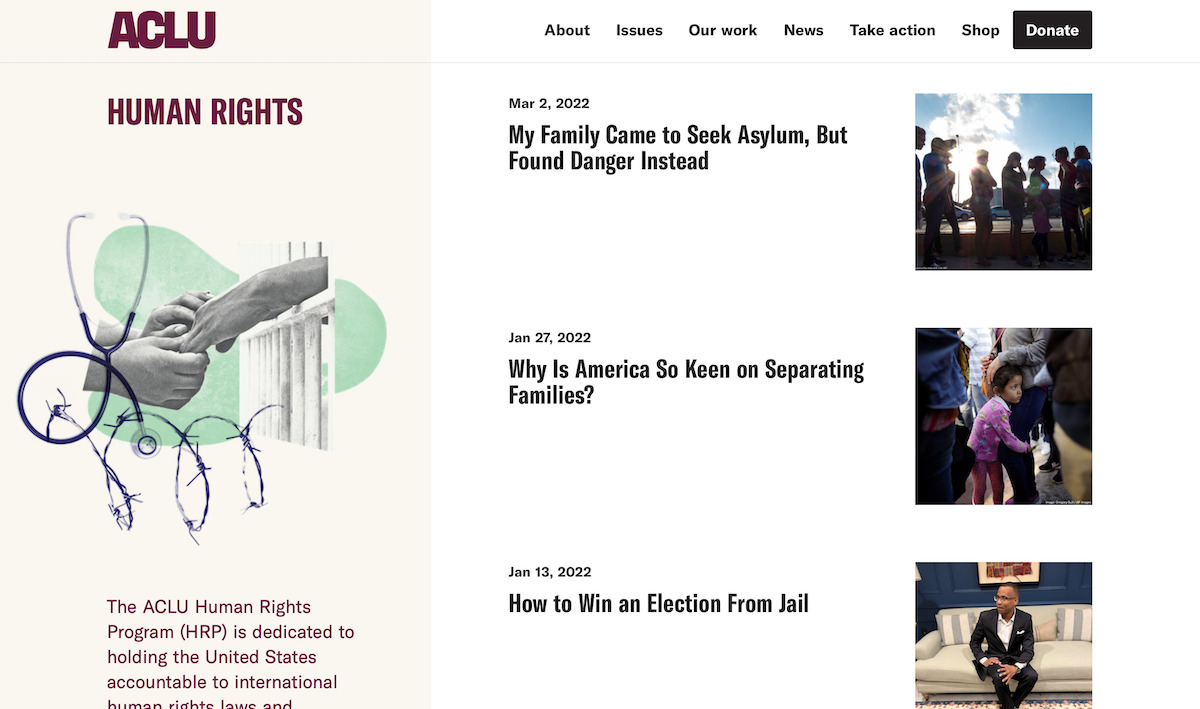 ACLU
About
Issues
Our work
News
Take action
Shop
Donate
HUMAN RIGHTS
The ACLU Human Rights
Program (HRP) is dedicated to
holding the United States
accountable to international
human rights laws and
Mar 2, 2022
My Family Came to Seek Asylum, But
Found Danger Instead
Jan 27, 2022
Why Is America So Keen on Separating
Families?
Jan 13, 2022
How to Win an Election From Jail